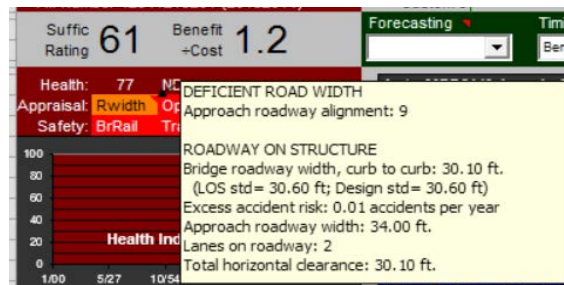 Forecasting
Timi
Suffic
Rating
61
Benefit
÷Cost
1.2
Ben
Health: 77
Appraisal: Rwidth Op
Safety: BrRail Tra
DEFICIENT ROAD WIDTH
Approach roadway alignment: 9
ROADWAY ON STRUCTURE
Bridge roadway width, curb to curb: 30.10 ft.
(LOS std= 30.60 ft; Design std= 30.60 ft)
Excess accident risk: 0.01 accidents per year
Approach roadway width: 34.00 ft.
Lanes on roadway: 2
Total horizontal clearance: 30.10 ft.
100
80
60
40
20
0
Health Ind
1/00 5/27 10/54